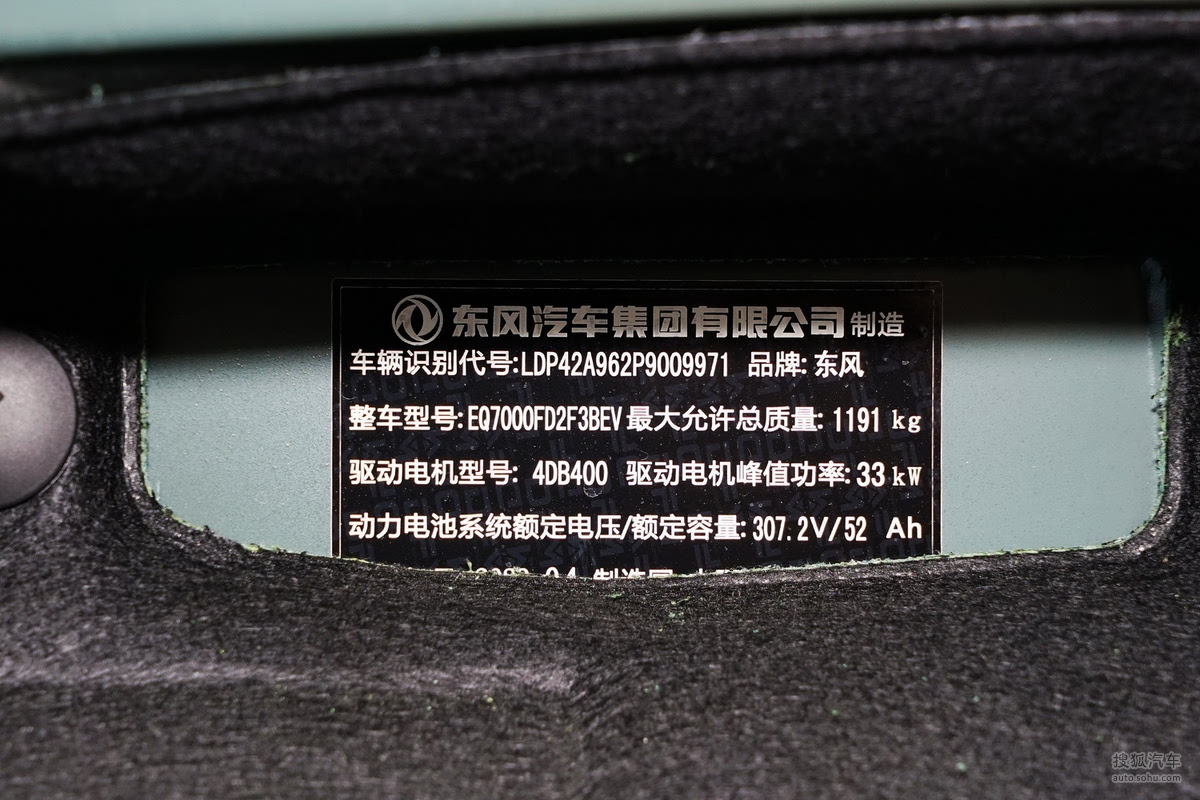 东风汽车集团有限公司制造
车辆识别代号:LDP42A962P9009971 品牌:东风
整车型号:EQ7000FD2F3BEV 最大允许总质量:1191 kg
驱动电机型号:4DB400 驱动电机峰值功率:33kW
动力电池系统额定电压/额定容量:307.2V/52 Ah
制造国
搜狐汽车
auto.sohu.com